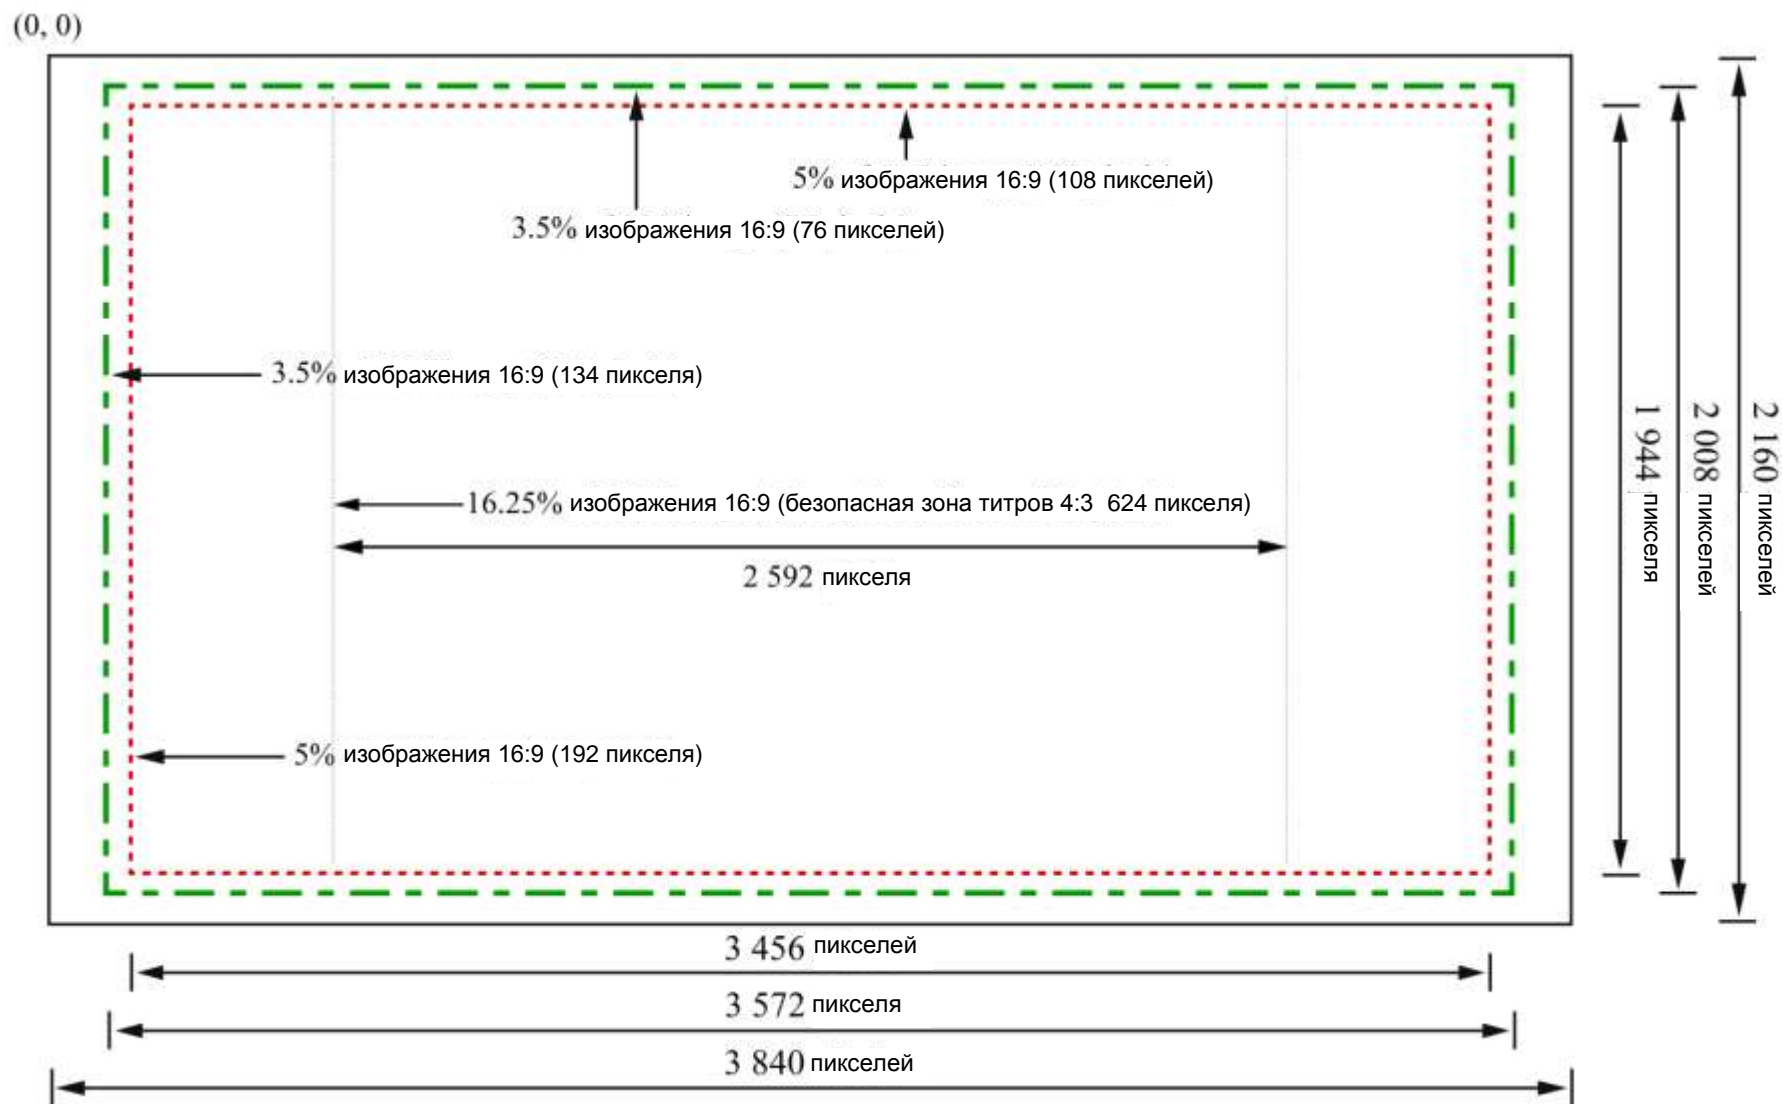 (0, 0)
5% изображения 16:9 (108 пикселей)
3.5% изображения 16:9 (76 пикселей)
3.5% изображения 16:9 (134 пикселя)
16.25% изображения 16:9 (безопасная зона титров 4:3 624 пикселя)
2 592 пикселя
5% изображения 16:9 (192 пикселя)
1 944 пикселя
2 008 пикселей
2 160 пикселей
3 456 пикселей
3 572 пикселя
3 840 пикселей